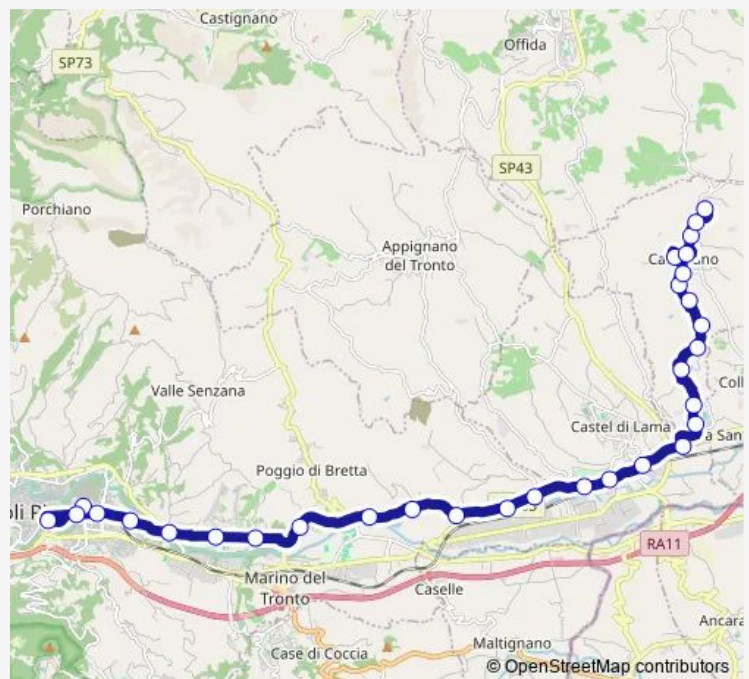 Castignano
Offida
SP73
SP43
Porchiano
Appignano
del Tronto
Valle Senzana
Castel di Lama
Poggio di Bretta
RA11
Marino del
Tronto
Caselle
Case di Coccia
Maltignano
Ancara
© OpenStreetMap contributors